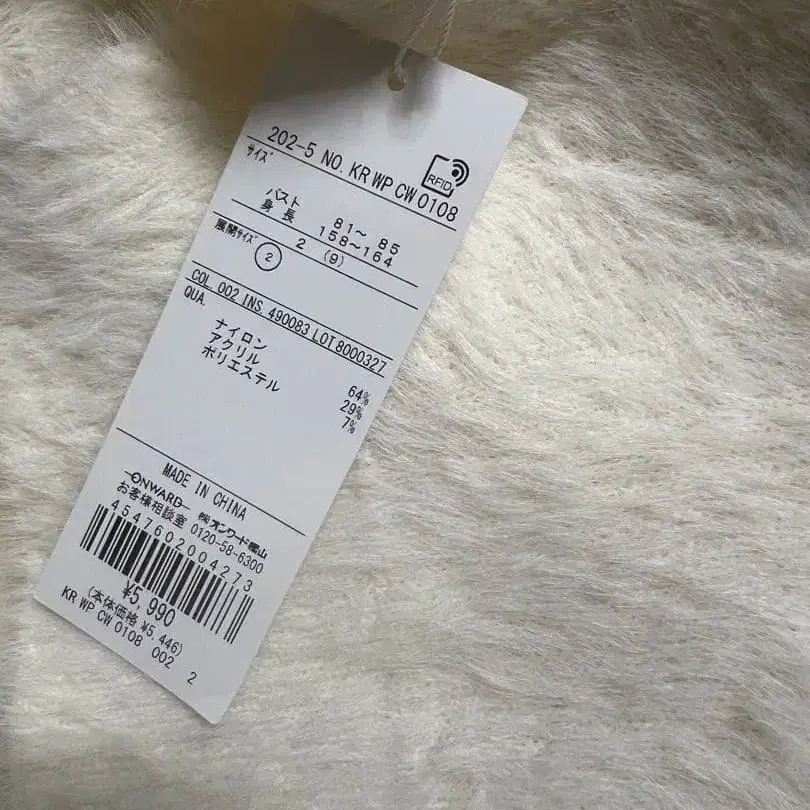 202-5 NO. KR WP CW 0108
RFID
サイズ
バスト 81～ 85
身長 158～164
2 (9)
展開サイズ
2
COL. 002 INS. 490083 LOT 8000327
QUA.
ナイロン 64%
アクリル 29%
ポリエステル 7%
MADE IN CHINA
ONWARD ㈱オンワード樫山
お客様相談室 0120-58-6300
4547602004273
¥5,990
(本体価格 ¥5,446)
KR WP CW 0108 002 2